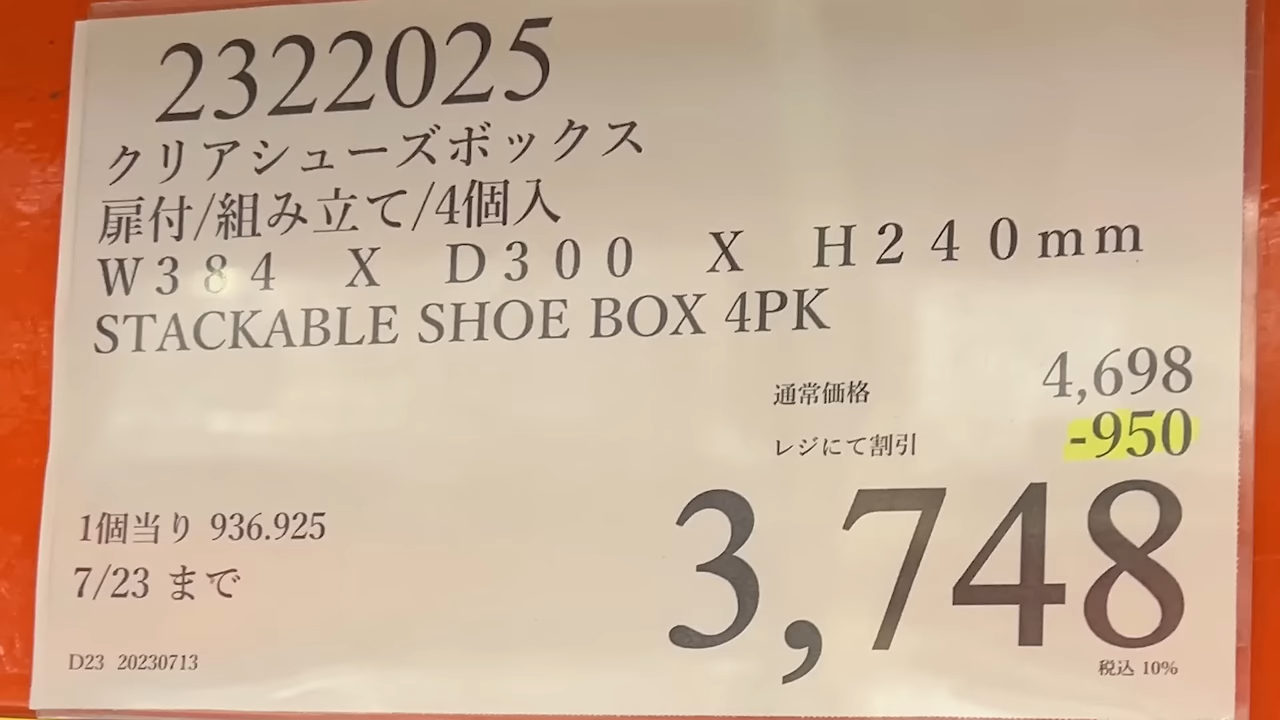 2322025
クリアシューズボックス
扉付/組み立て/4個入
W384 X D300 X H240mm
STACKABLE SHOE BOX 4PK
通常価格 4,698
レジにて割引 -950
3,748
1個当り 936.925
7/23 まで
税込 10%
D23 20230713